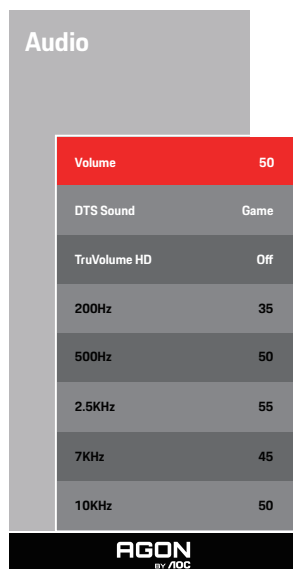 Audio
Volume 50
DTS Sound Game
TruVolume HD Off
200Hz 35
500Hz 50
2.5KHz 55
7KHz 45
10KHz 50
AGON
BY AOC